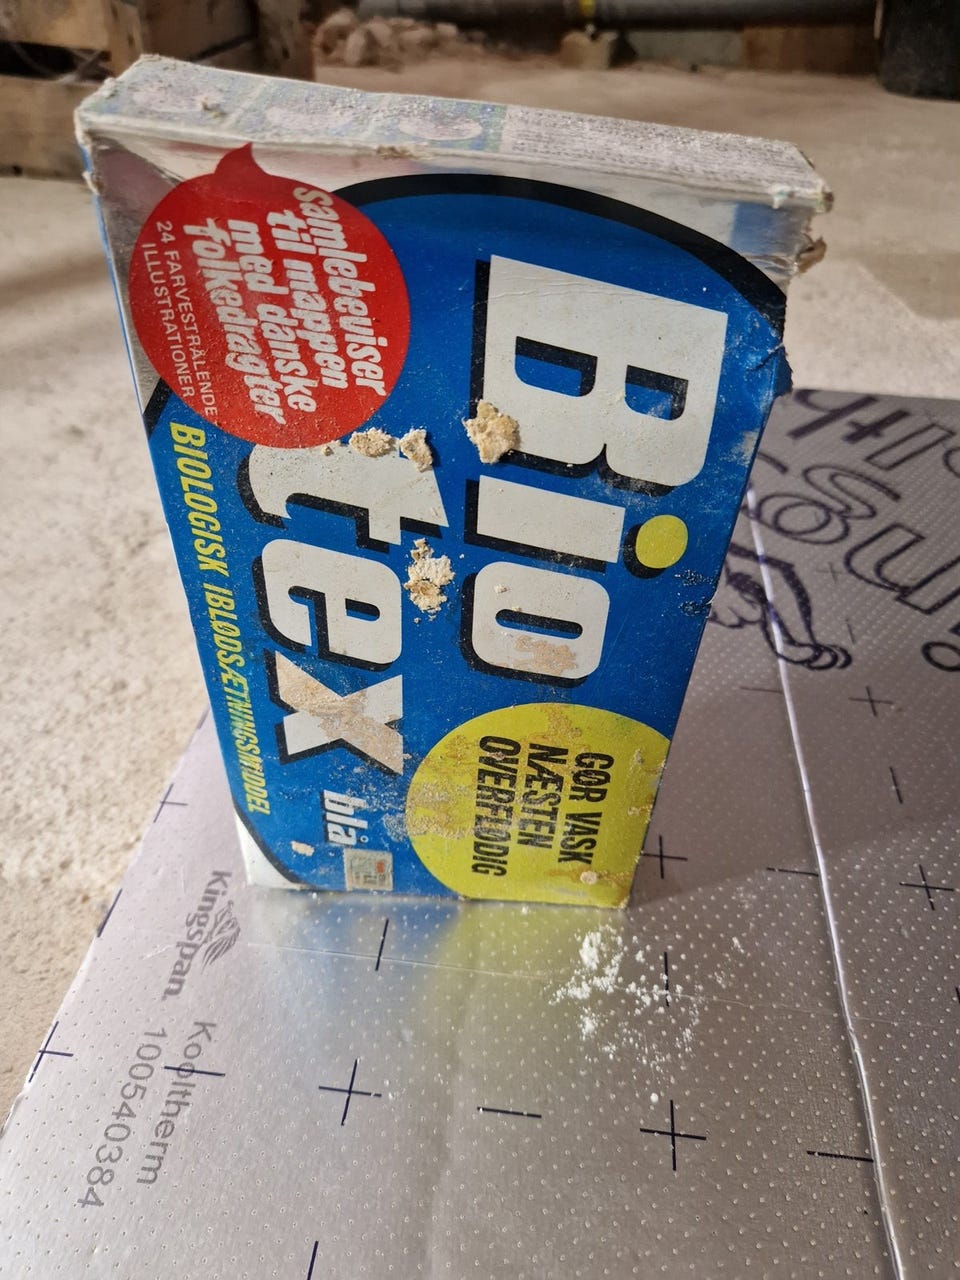 samlebeviser
til mappen
med danske
folkedragter
24 FARVESTRÅLENDE
ILLUSTRATIONER
Bio
tex
blå
BIOLOGISK IBLØDSÆTNINGSMIDDEL
GØR VASK
NÆSTEN
OVERFLØDIG
Kingspan.
Kooltherm
100540384